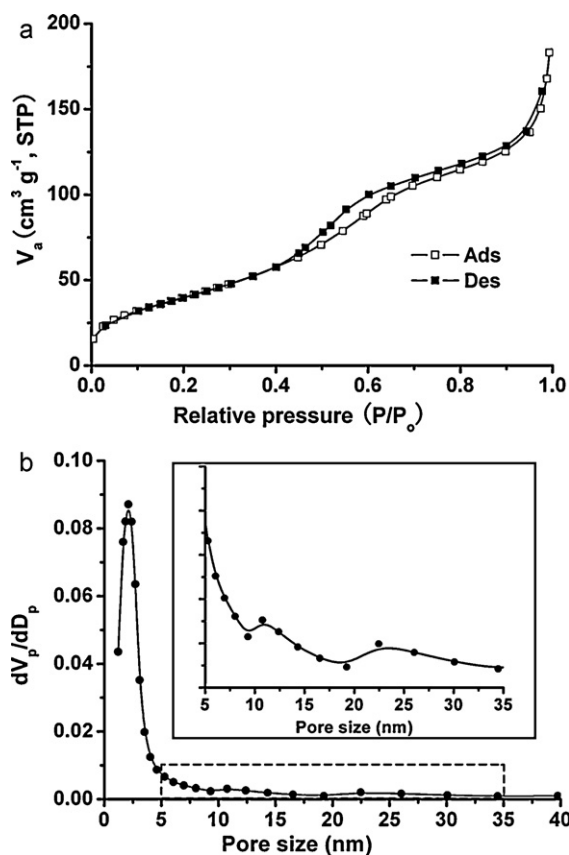 a
200
150
100
50
0
V_a (cm³ g⁻¹, STP)
Ads
Des
0.0 0.2 0.4 0.6 0.8 1.0
Relative pressure (P/P_o)
b
0.10
0.08
0.06
0.04
0.02
0.00
dV_p/dD_p
5 10 15 20 25 30 35
Pore size (nm)
0 5 10 15 20 25 30 35 40
Pore size (nm)